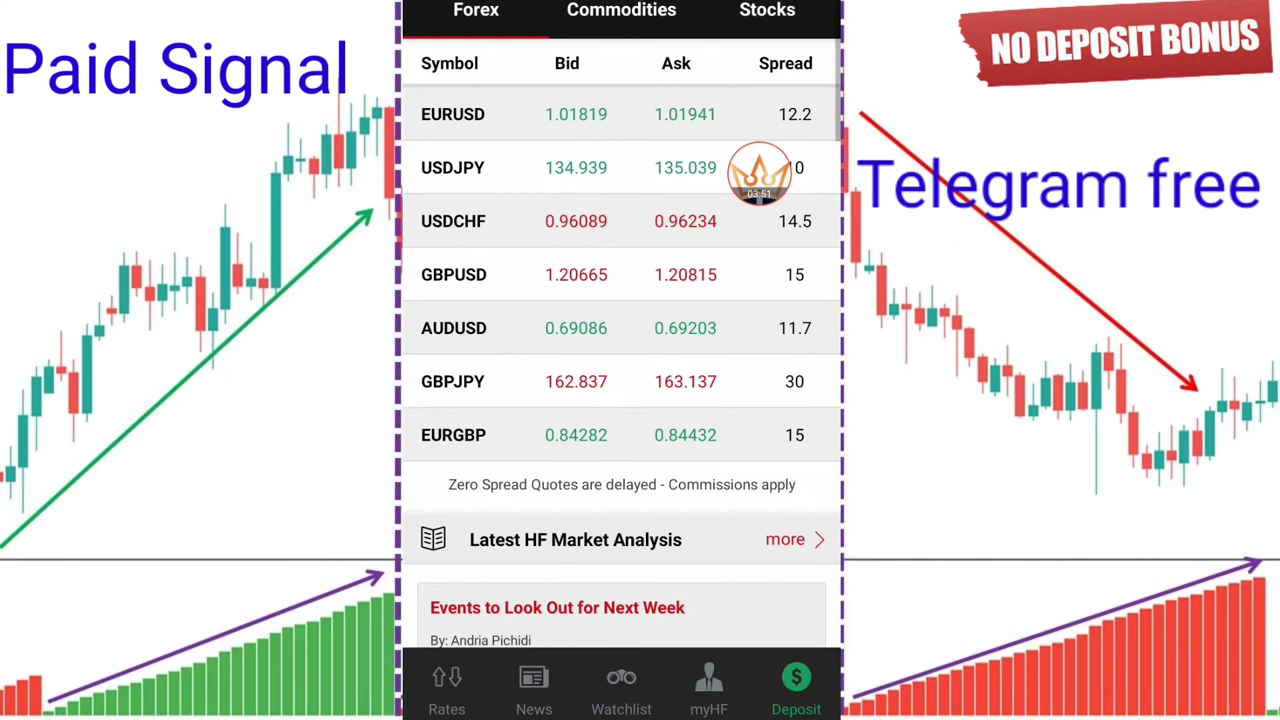 Paid Signal
NO DEPOSIT BONUS
Telegram free
Forex Commodities Stocks
Symbol Bid Ask Spread
EURUSD 1.01819 1.01941 12.2
USDJPY 134.939 135.039 10
03:51
USDCHF 0.96089 0.96234 14.5
GBPUSD 1.20665 1.20815 15
AUDUSD 0.69086 0.69203 11.7
GBPJPY 162.837 163.137 30
EURGBP 0.84282 0.84432 15
Zero Spread Quotes are delayed - Commissions apply
Latest HF Market Analysis more
Events to Look Out for Next Week
By: Andria Pichidi
Rates News Watchlist myHF Deposit